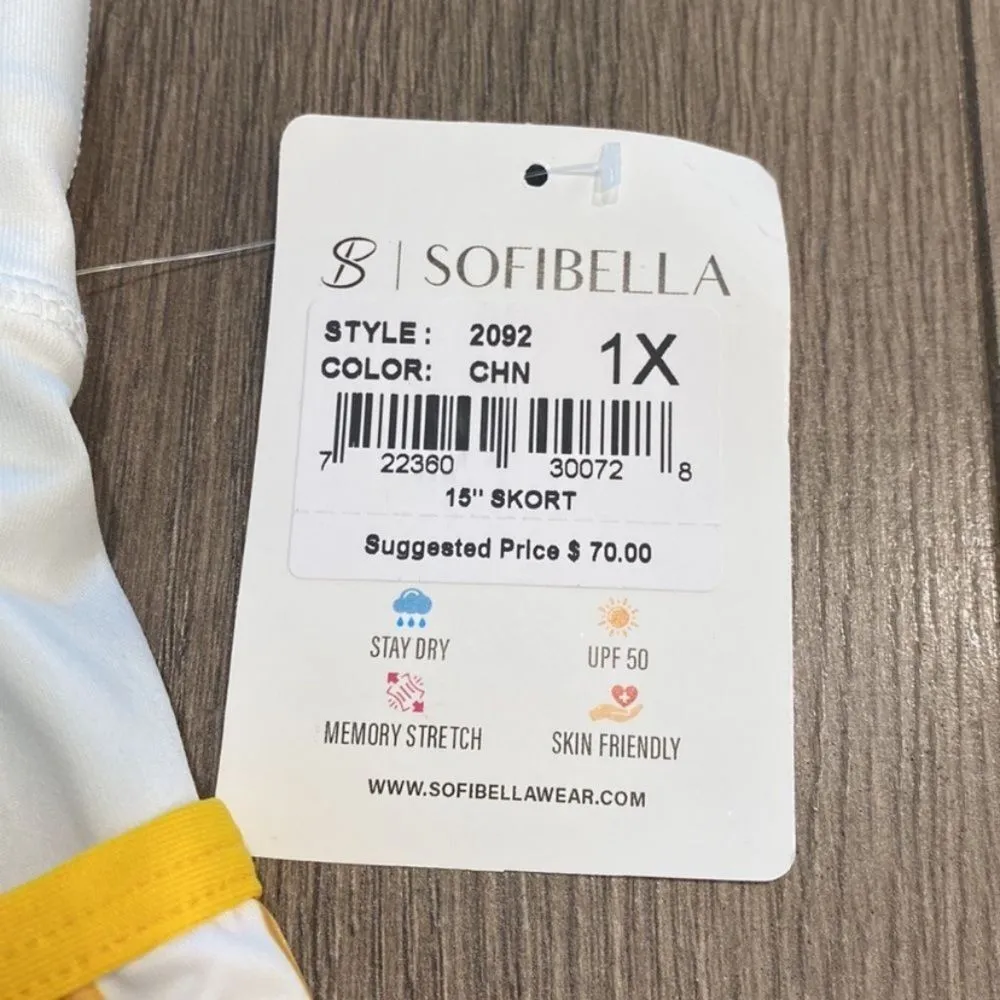 SB | SOFIBELLA
STYLE: 2092 1X
COLOR: CHN
7 22360 30072 8
15" SKORT
Suggested Price $ 70.00
STAY DRY
UPF 50
MEMORY STRETCH
SKIN FRIENDLY
WWW.SOFIBELLAWEAR.COM